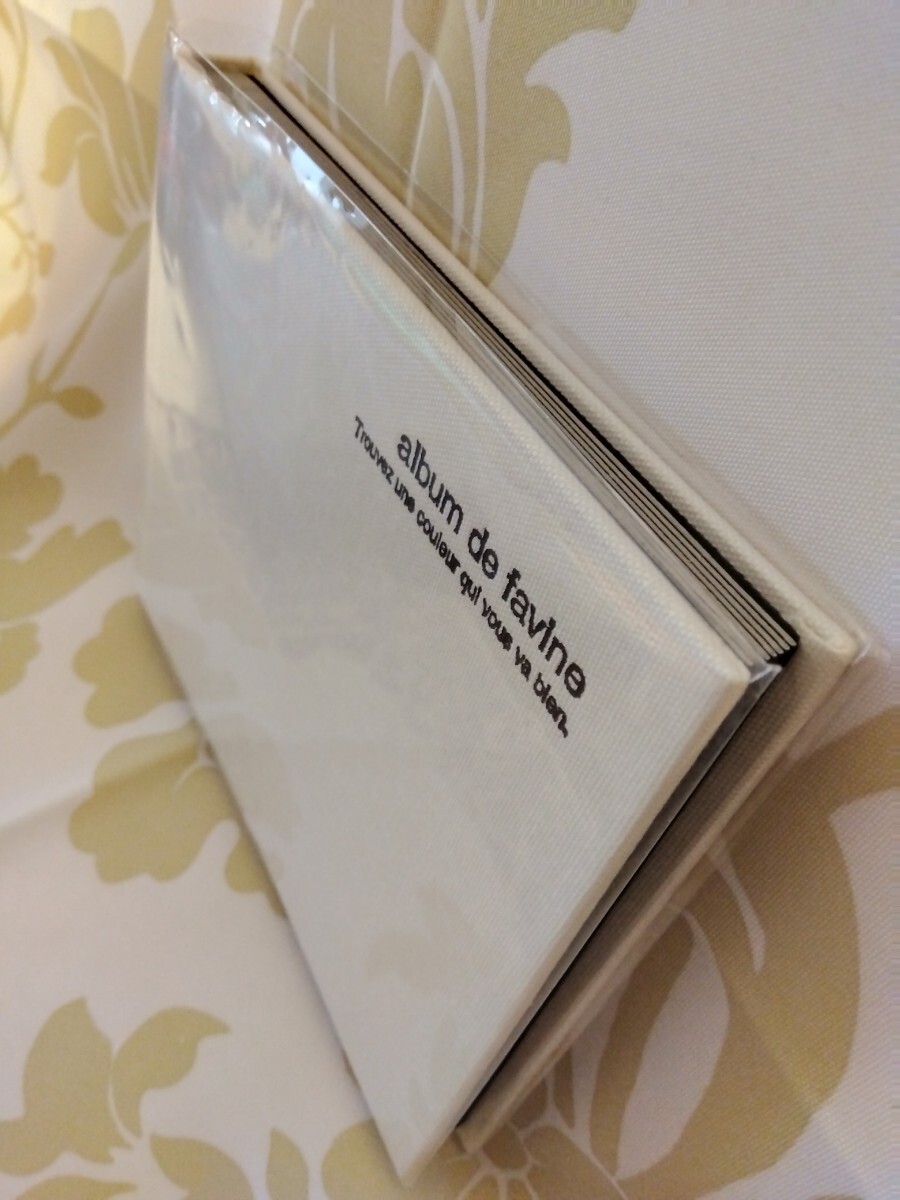 album de favine
Trouvez une couleur qui vous va bien.